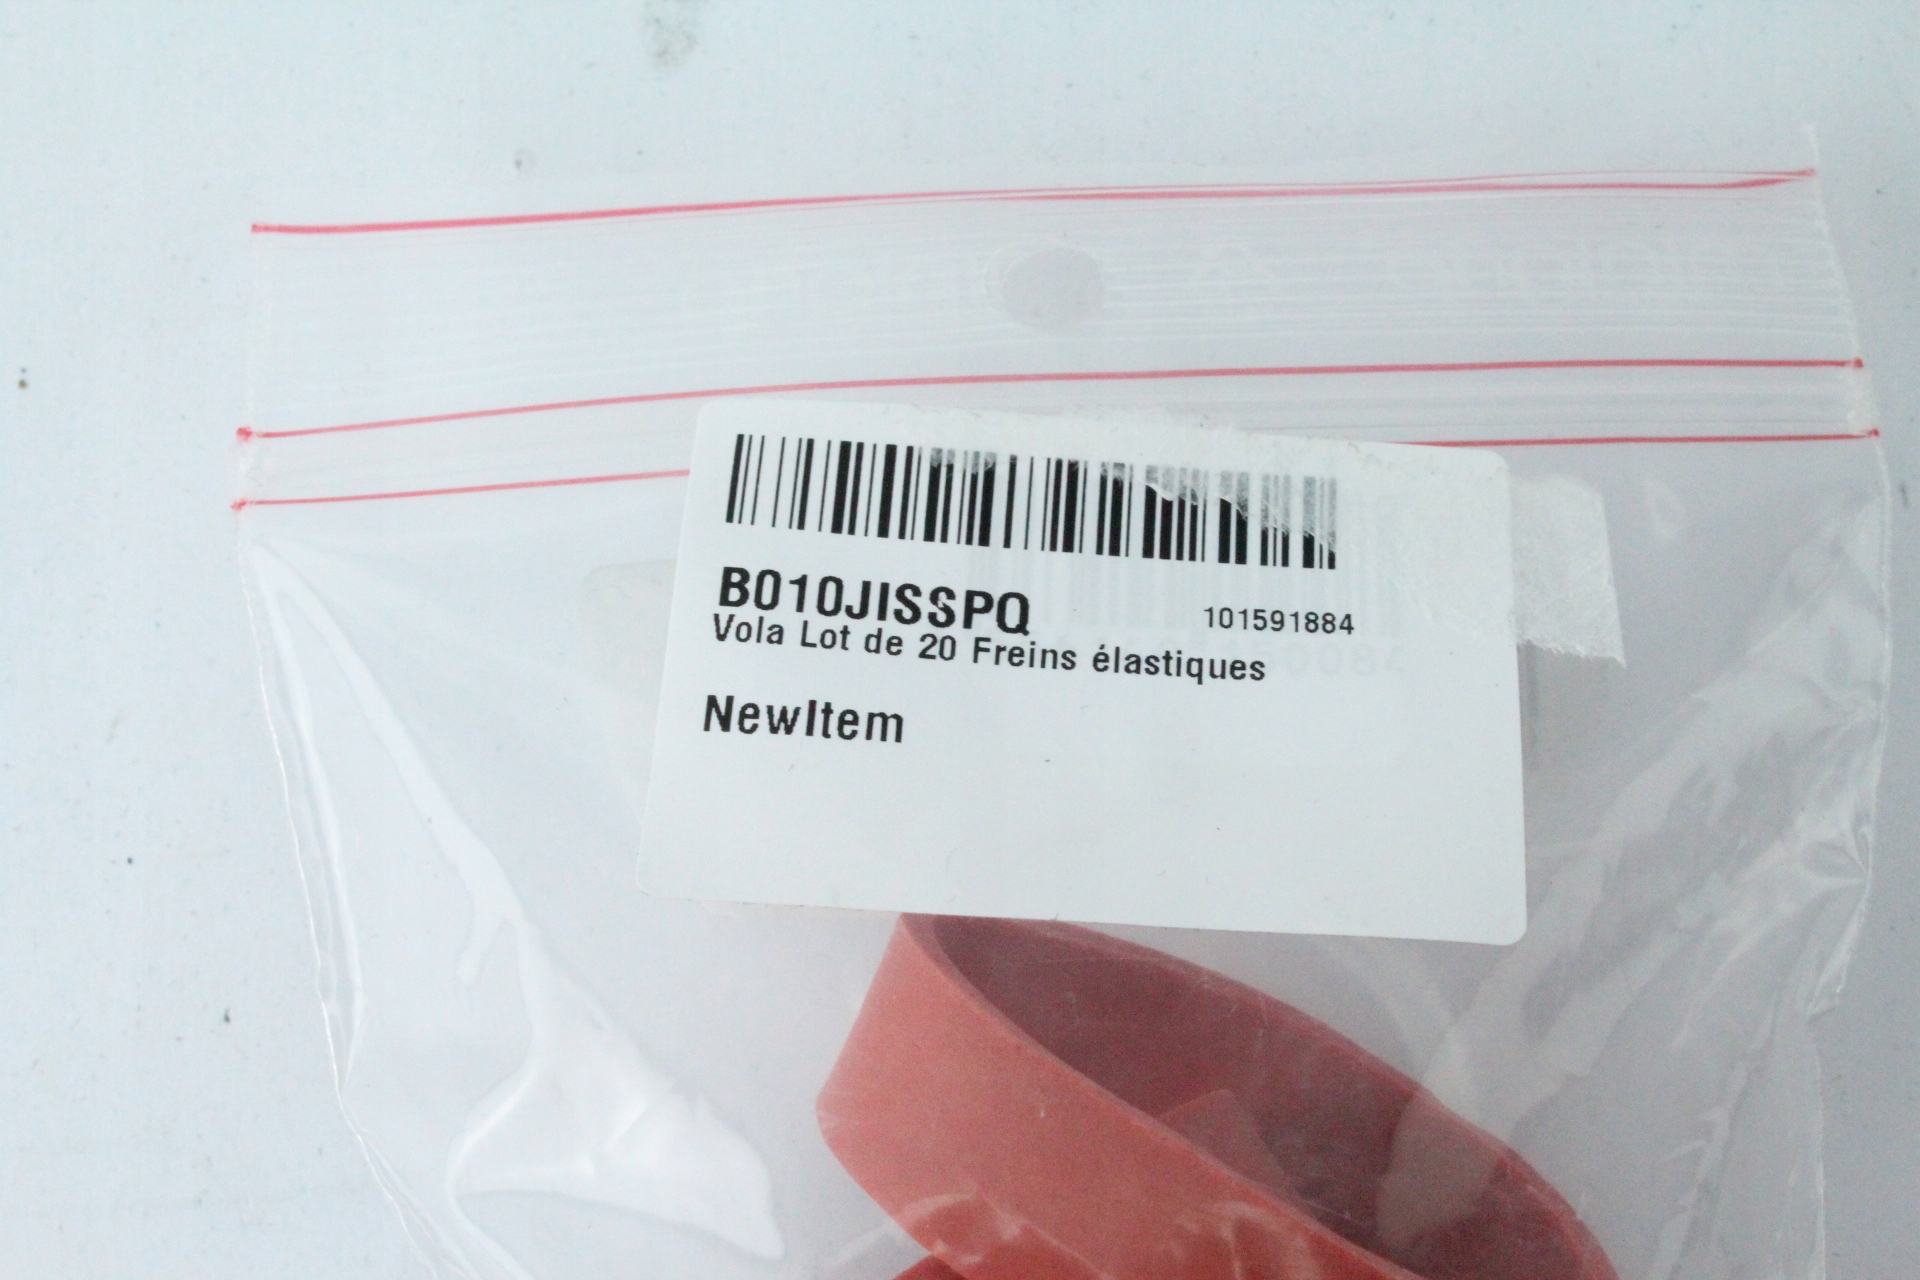 B010JISSPQ 101591884
Vola Lot de 20 Freins élastiques
NewItem